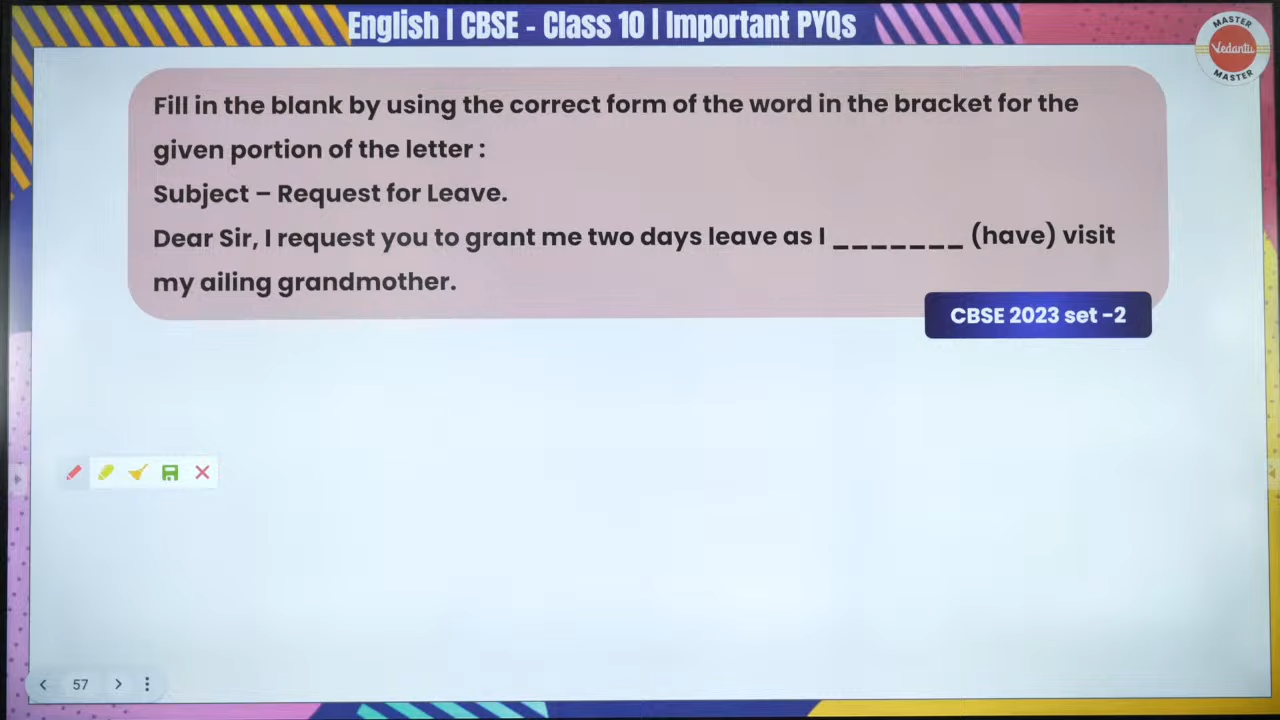 English | CBSE - Class 10 | Important PYQs
MASTER
Vedantu
MASTER
Fill in the blank by using the correct form of the word in the bracket for the
given portion of the letter :
Subject – Request for Leave.
Dear Sir, I request you to grant me two days leave as I _______ (have) visit
my ailing grandmother.
CBSE 2023 set -2
57